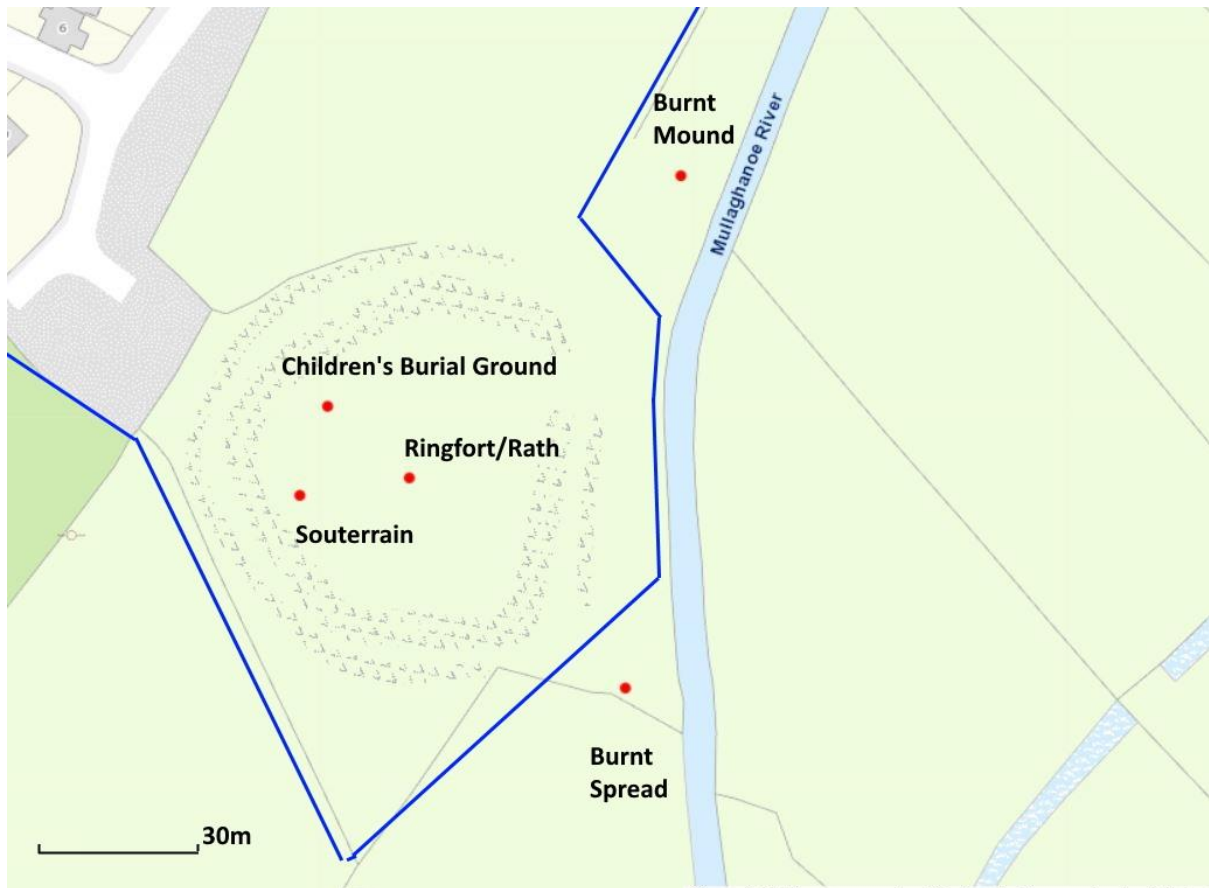 6
Burnt
Mound
Mullaghanoe River
Children's Burial Ground
Ringfort/Rath
Souterrain
Burnt
Spread
30m